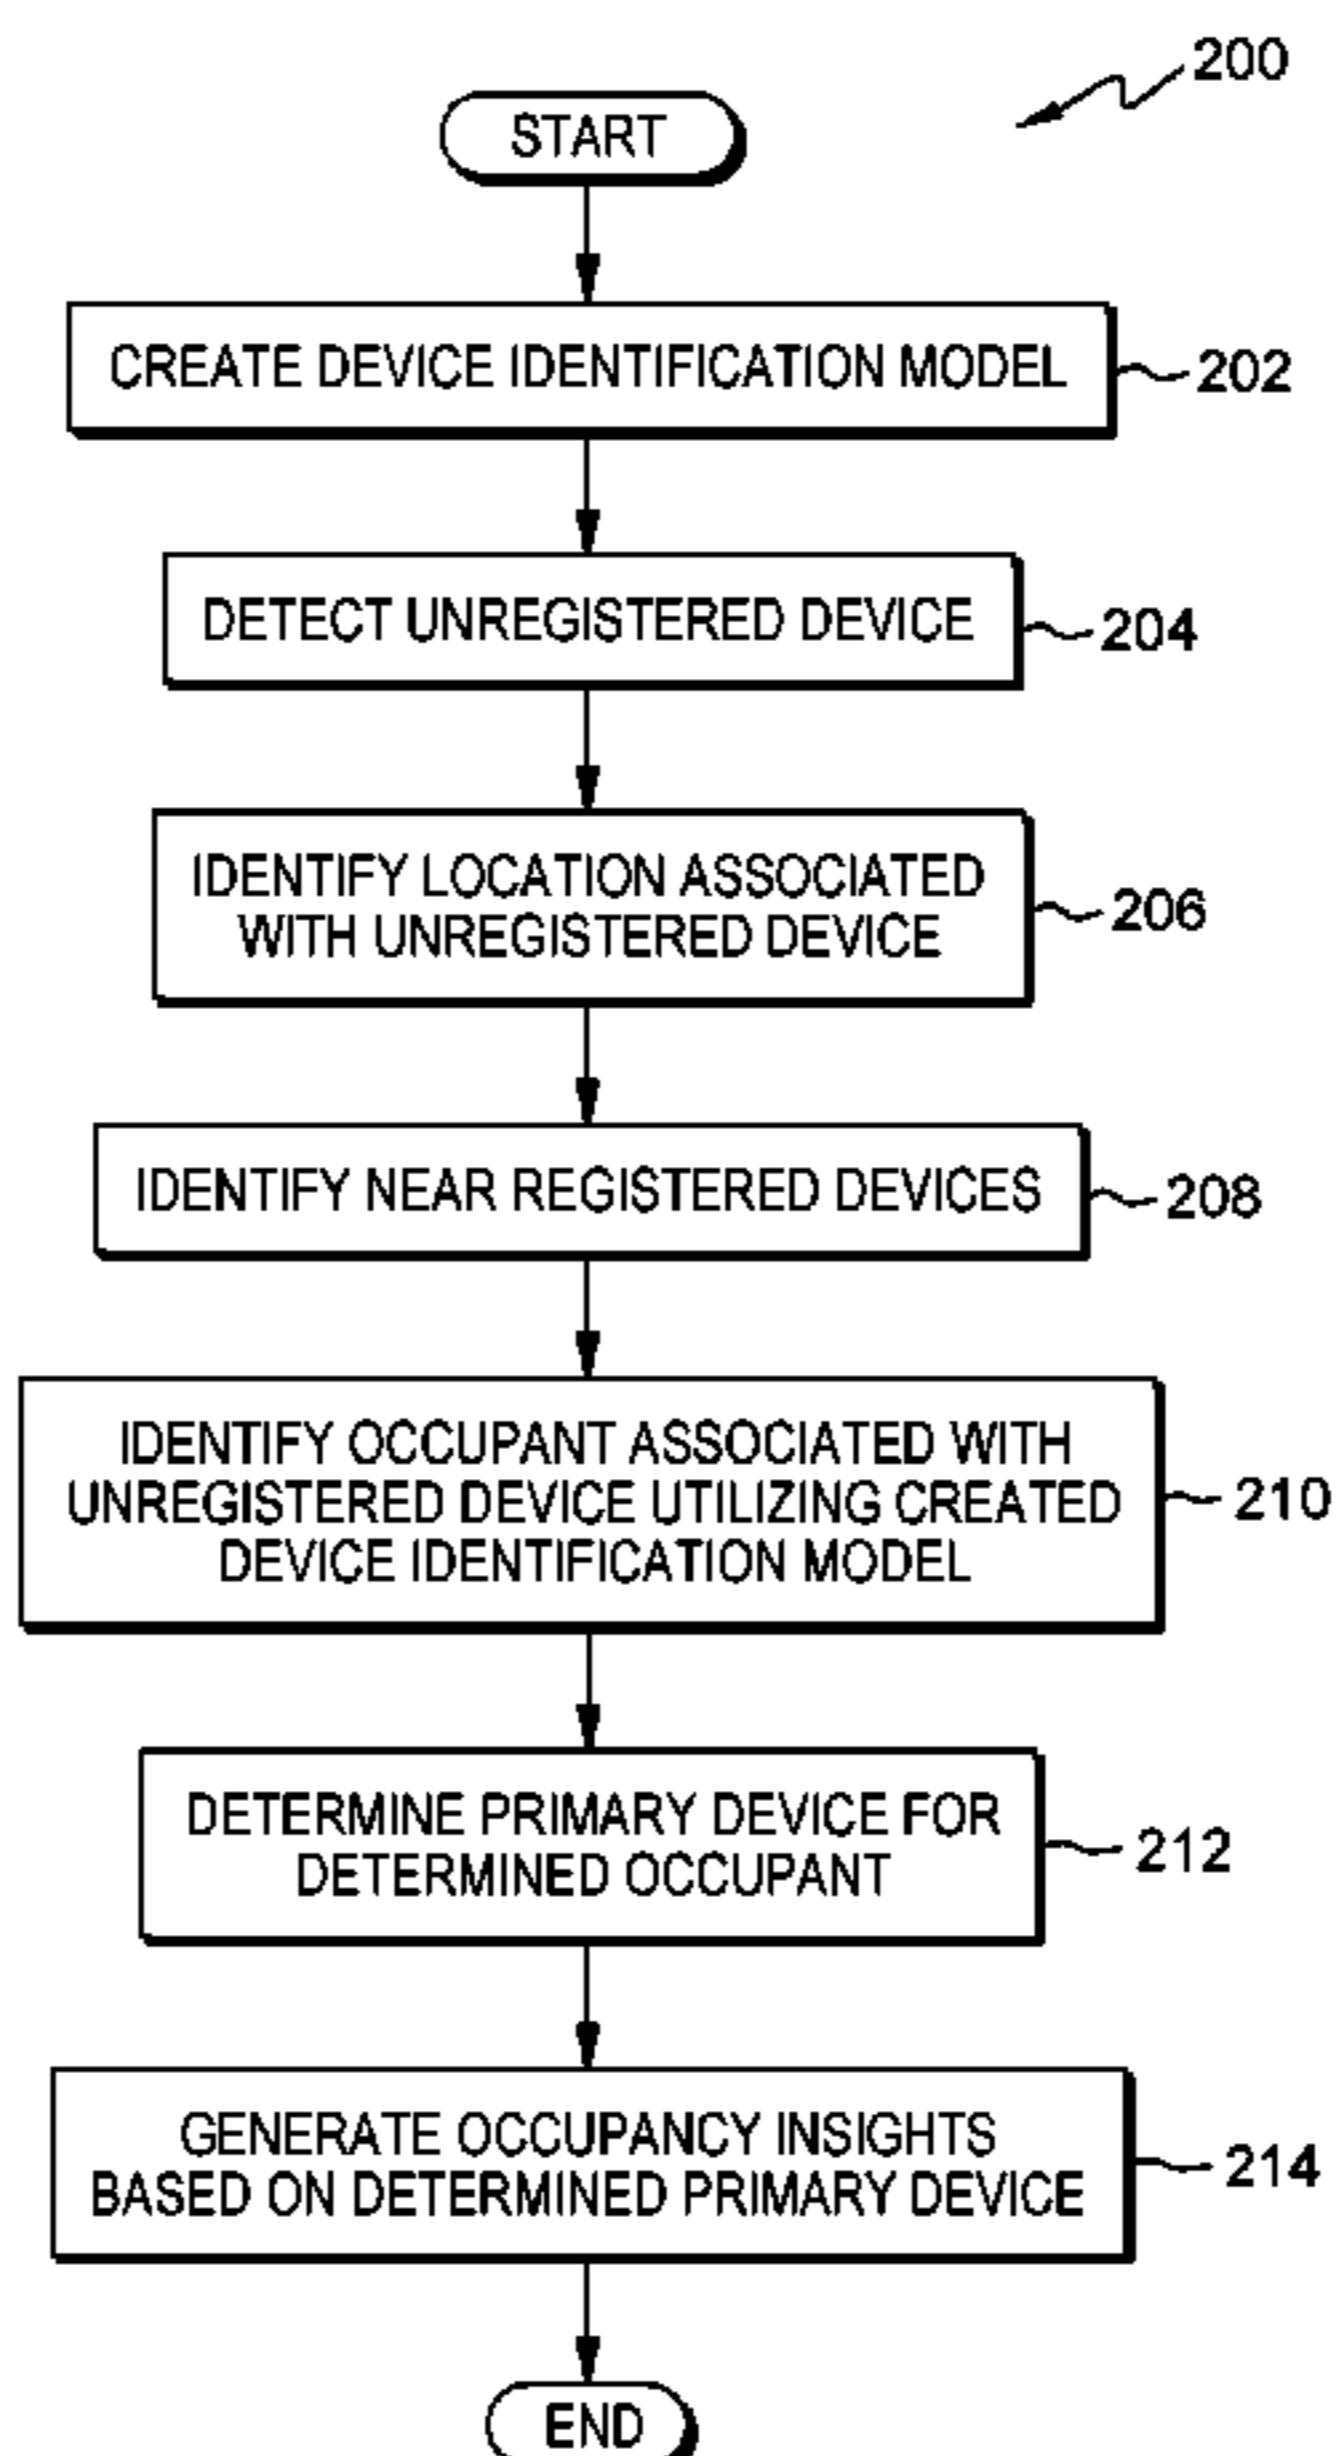 200
START
CREATE DEVICE IDENTIFICATION MODEL
202
DETECT UNREGISTERED DEVICE
204
IDENTIFY LOCATION ASSOCIATED
WITH UNREGISTERED DEVICE
206
IDENTIFY NEAR REGISTERED DEVICES
208
IDENTIFY OCCUPANT ASSOCIATED WITH
UNREGISTERED DEVICE UTILIZING CREATED
DEVICE IDENTIFICATION MODEL
210
DETERMINE PRIMARY DEVICE FOR
DETERMINED OCCUPANT
212
GENERATE OCCUPANCY INSIGHTS
BASED ON DETERMINED PRIMARY DEVICE
214
END